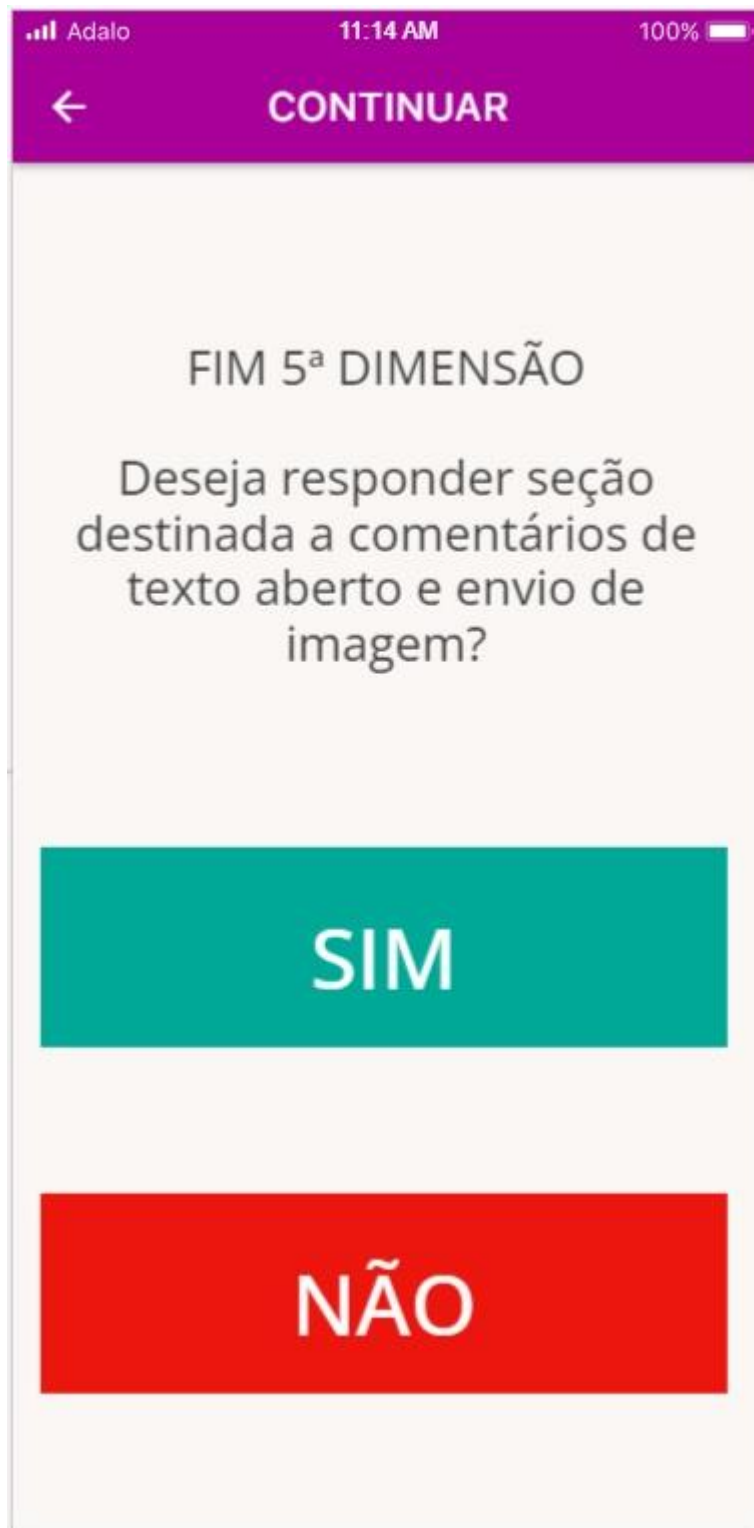 Adalo 11:14 AM 100%
CONTINUAR
FIM 5ª DIMENSÃO
Deseja responder seção
destinada a comentários de
texto aberto e envio de
imagem?
SIM
NÃO